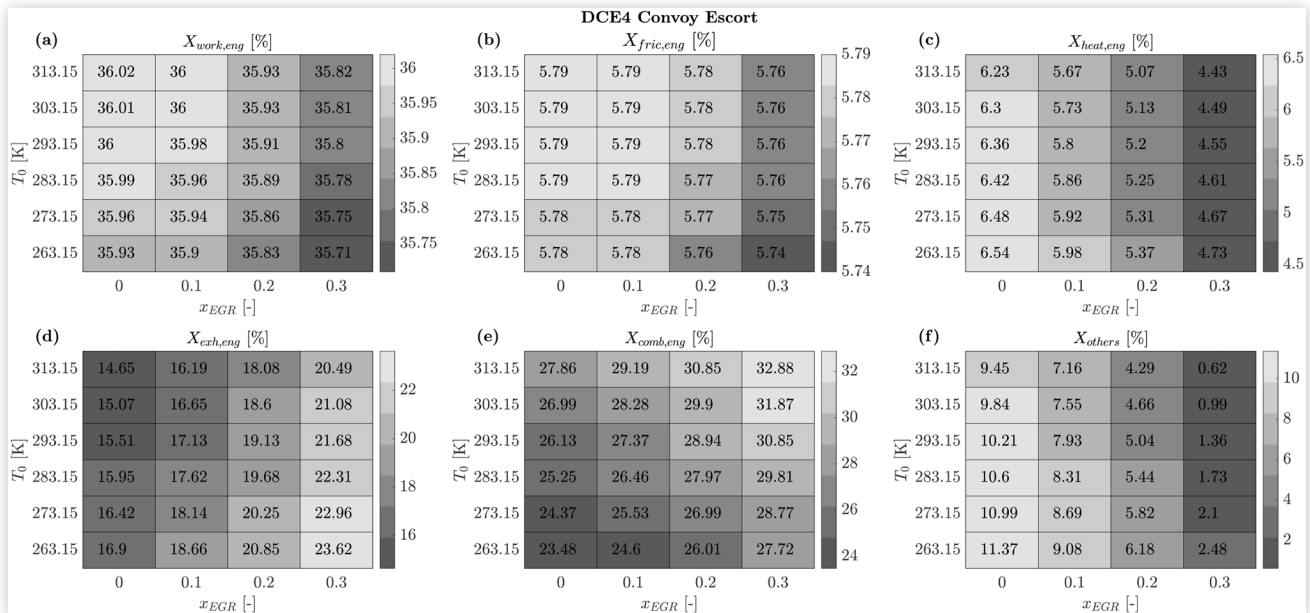 DCE4 Convoy Escort
(a) X_{work,eng} [%]
313.15 36.02 36 35.93 35.82
303.15 36.01 36 35.93 35.81
293.15 36 35.98 35.91 35.8
283.15 35.99 35.96 35.89 35.78
273.15 35.96 35.94 35.86 35.75
263.15 35.93 35.9 35.83 35.71
0 0.1 0.2 0.3
x_{EGR} [-]
T_0 [K]
36
35.95
35.9
35.85
35.8
35.75
(b) X_{fric,eng} [%]
313.15 5.79 5.79 5.78 5.76
303.15 5.79 5.79 5.78 5.76
293.15 5.79 5.79 5.78 5.76
283.15 5.79 5.79 5.77 5.76
273.15 5.78 5.78 5.77 5.75
263.15 5.78 5.78 5.76 5.74
0 0.1 0.2 0.3
x_{EGR} [-]
T_0 [K]
5.79
5.78
5.77
5.76
5.75
5.74
(c) X_{heat,eng} [%]
313.15 6.23 5.67 5.07 4.43
303.15 6.3 5.73 5.13 4.49
293.15 6.36 5.8 5.2 4.55
283.15 6.42 5.86 5.25 4.61
273.15 6.48 5.92 5.31 4.67
263.15 6.54 5.98 5.37 4.73
0 0.1 0.2 0.3
x_{EGR} [-]
T_0 [K]
6.5
6
5.5
5
4.5
(d) X_{exh,eng} [%]
313.15 14.65 16.19 18.08 20.49
303.15 15.07 16.65 18.6 21.08
293.15 15.51 17.13 19.13 21.68
283.15 15.95 17.62 19.68 22.31
273.15 16.42 18.14 20.25 22.96
263.15 16.9 18.66 20.85 23.62
0 0.1 0.2 0.3
x_{EGR} [-]
T_0 [K]
22
20
18
16
(e) X_{comb,eng} [%]
313.15 27.86 29.19 30.85 32.88
303.15 26.99 28.28 29.9 31.87
293.15 26.13 27.37 28.94 30.85
283.15 25.25 26.46 27.97 29.81
273.15 24.37 25.53 26.99 28.77
263.15 23.48 24.6 26.01 27.72
0 0.1 0.2 0.3
x_{EGR} [-]
T_0 [K]
32
30
28
26
24
(f) X_{others} [%]
313.15 9.45 7.16 4.29 0.62
303.15 9.84 7.55 4.66 0.99
293.15 10.21 7.93 5.04 1.36
283.15 10.6 8.31 5.44 1.73
273.15 10.99 8.69 5.82 2.1
263.15 11.37 9.08 6.18 2.48
0 0.1 0.2 0.3
x_{EGR} [-]
T_0 [K]
10
8
6
4
2